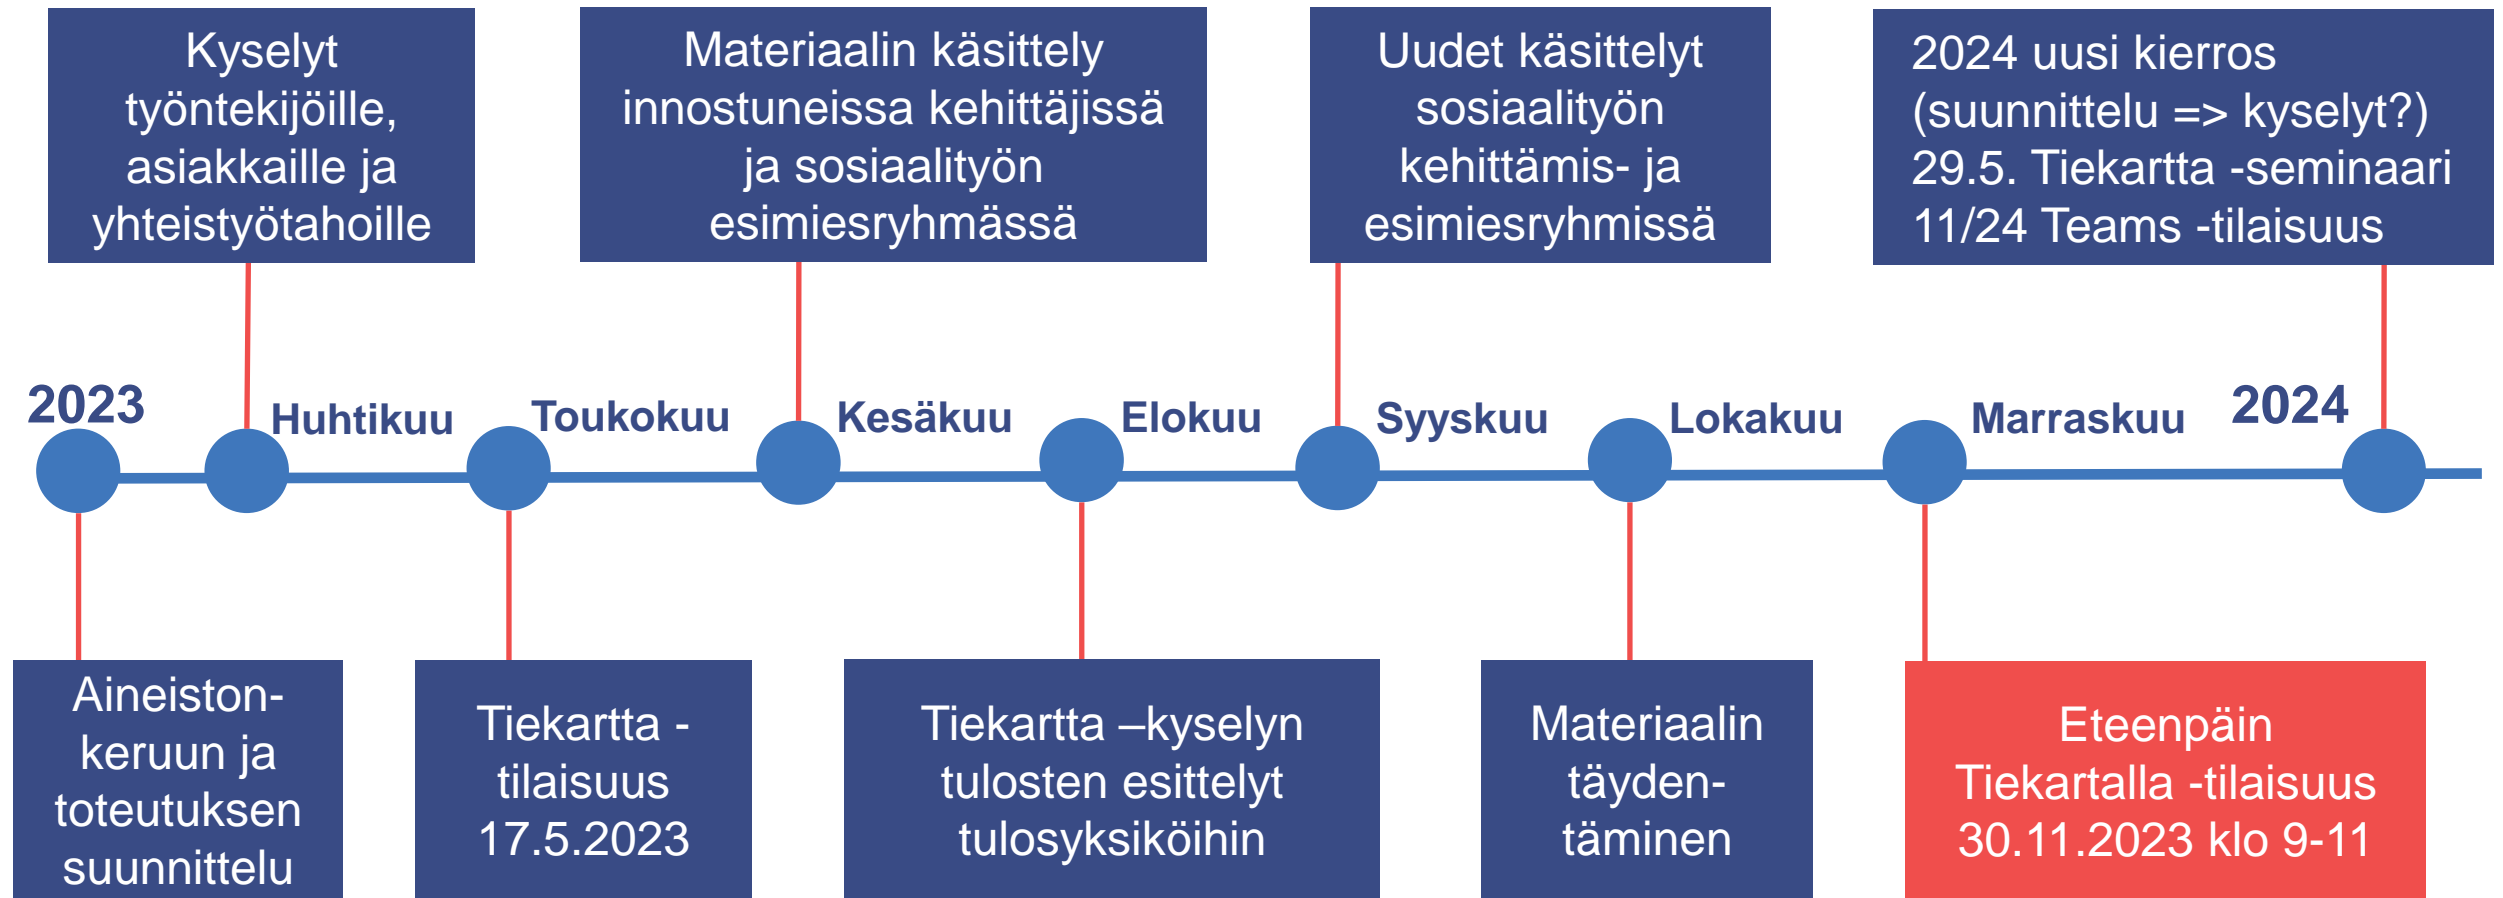 Kyselyt
työntekijöille,
asiakkaille ja
yhteistyötahoille
Materiaalin käsittely
innostuneissa kehittäjissä
ja sosiaalityön
esimiesryhmässä
Uudet käsittelyt
sosiaalityön
kehittämis- ja
esimiesryhmissä
2024 uusi kierros
(suunnittelu => kyselyt?)
29.5. Tiekartta -seminaari
11/24 Teams -tilaisuus
2023
Huhtikuu
Toukokuu
Kesäkuu
Elokuu
Syyskuu
Lokakuu
Marraskuu
2024
Aineiston-
keruun ja
toteutuksen
suunnittelu
Tiekartta -
tilaisuus
17.5.2023
Tiekartta –kyselyn
tulosten esittelyt
tulosyksiköihin
Materiaalin
täyden-
täminen
Eteenpäin
Tiekartalla -tilaisuus
30.11.2023 klo 9-11